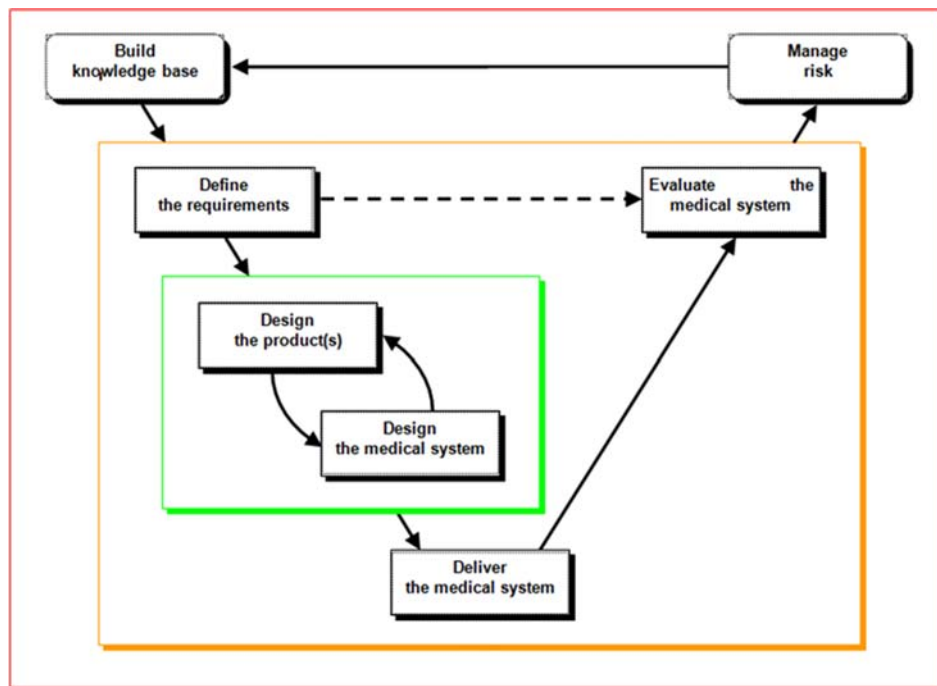 Build
knowledge base
Manage
risk
Define
the requirements
Evaluate the
medical system
Design
the product(s)
Design
the medical system
Deliver
the medical system